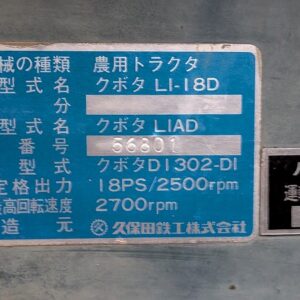 械の種類 農用トラクタ
型式名 クボタ L1-18D
分
型式名 クボタ L1AD
番号 56801
型式 クボタD1302-D1
定格出力 18PS/2500rpm
最高回転速度 2700rpm
造元 久保田鉄工株式会社
運